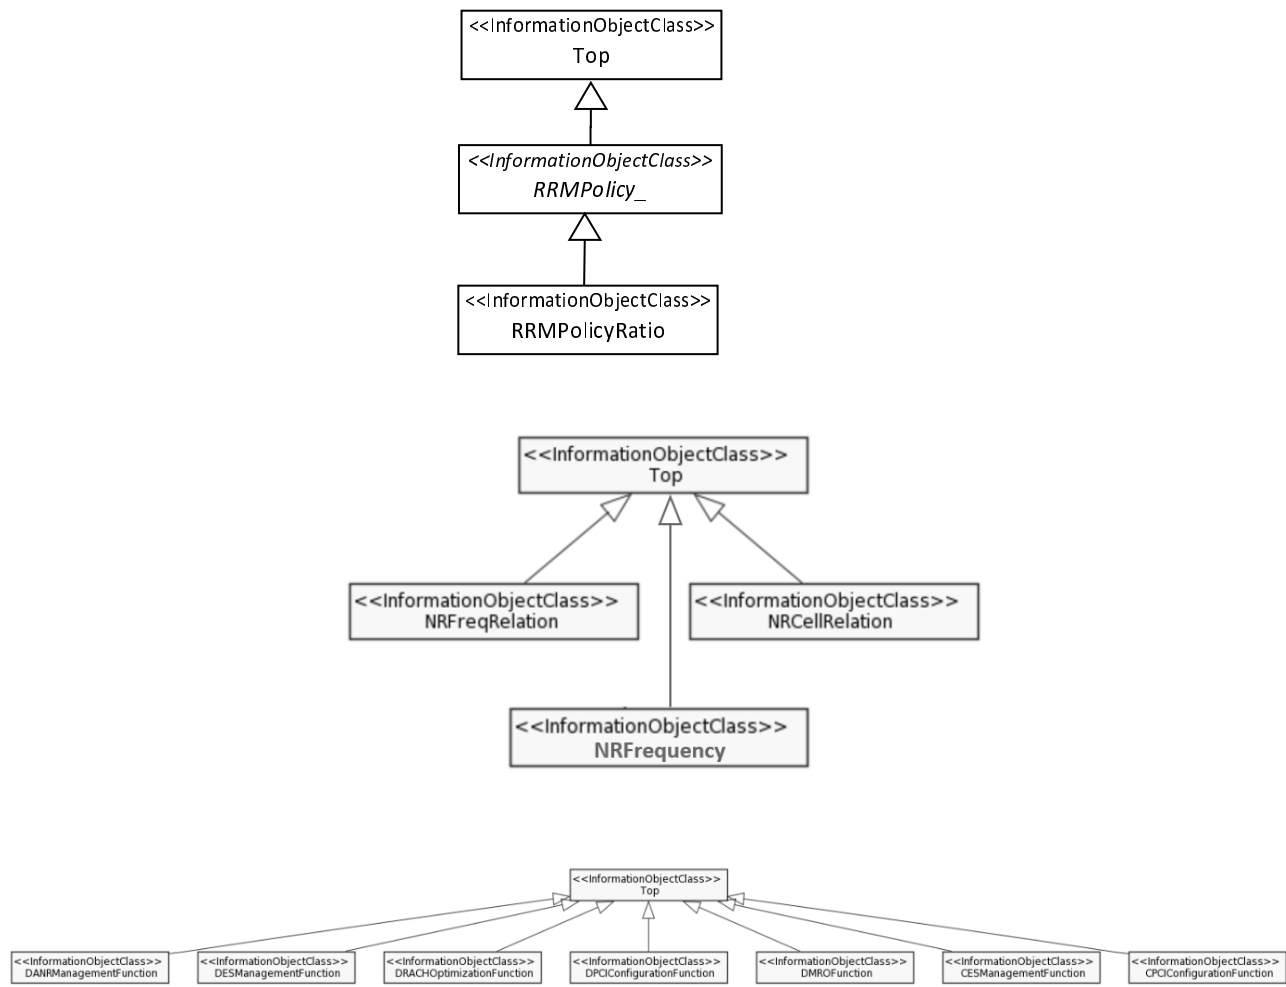 <<InformationObjectClass>>
Top
<<InformationObjectClass>>
RRMPolicy_
<<InformationObjectClass>>
RRMPolicyRatio
<<InformationObjectClass>>
Top
<<InformationObjectClass>>
NRFreqRelation
<<InformationObjectClass>>
NRCellRelation
<<InformationObjectClass>>
NRFrequency
<<InformationObjectClass>>
Top
<<InformationObjectClass>>
DANRManagementFunction
<<InformationObjectClass>>
DESManagementFunction
<<InformationObjectClass>>
DRACHOptimizationFunction
<<InformationObjectClass>>
DPCIConfigurationFunction
<<InformationObjectClass>>
DMROFunction
<<InformationObjectClass>>
CESManagementFunction
<<InformationObjectClass>>
CPCIConfigurationFunction